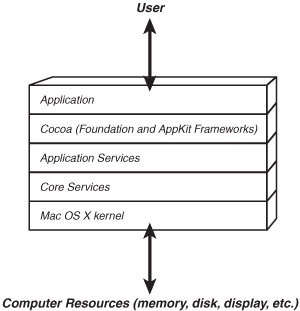 User
Application
Cocoa (Foundation and AppKit Frameworks)
Application Services
Core Services
Mac OS X kernel
Computer Resources (memory, disk, display, etc.)